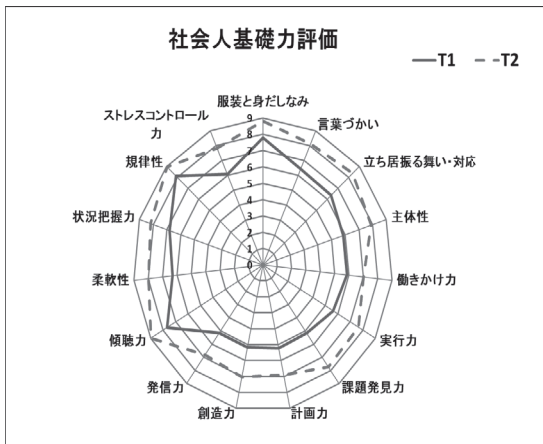 社会人基礎力評価
T1 T2
服装と身だしなみ
言葉づかい
立ち居振る舞い・対応
主体性
働きかけ力
実行力
課題発見力
計画力
創造力
発信力
傾聴力
柔軟性
状況把握力
規律性
ストレスコントロール
力
9
8
7
6
5
4
3
2
1
0